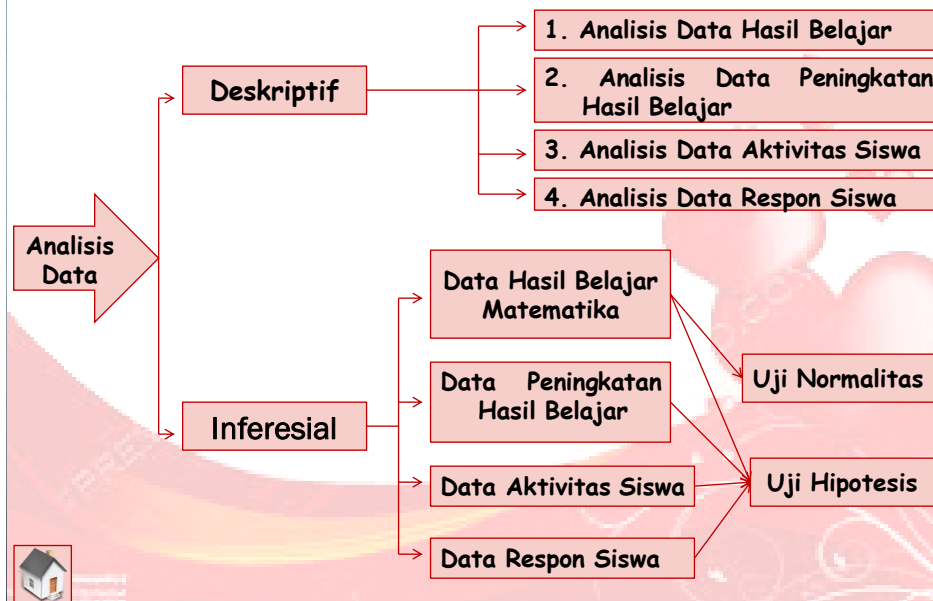 1. Analisis Data Hasil Belajar
Deskriptif
2. Analisis Data Peningkatan
Hasil Belajar
3. Analisis Data Aktivitas Siswa
4. Analisis Data Respon Siswa
Analisis
Data
Data Hasil Belajar
Matematika
Uji Normalitas
Data Peningkatan
Hasil Belajar
Inferesial
Data Aktivitas Siswa
Uji Hipotesis
Data Respon Siswa